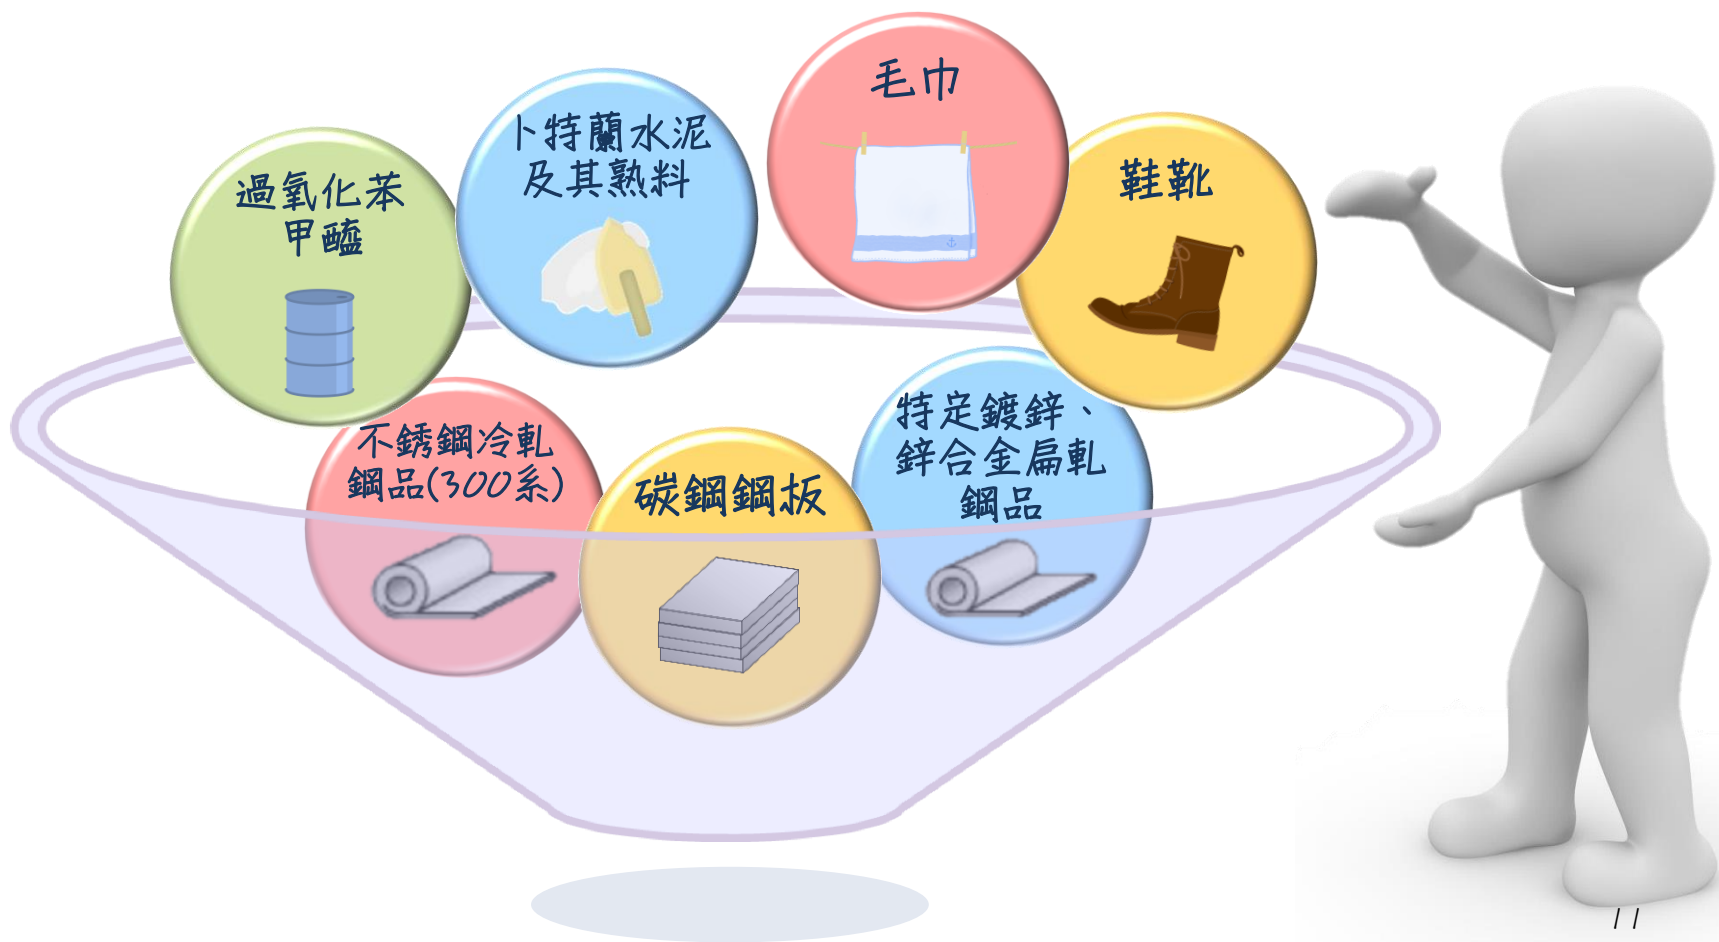 過氧化苯
甲醯
卜特蘭水泥
及其熟料
毛巾
鞋靴
不銹鋼冷軋
鋼品(300系)
碳鋼鋼板
特定鍍鋅、
鋅合金扁軋
鋼品